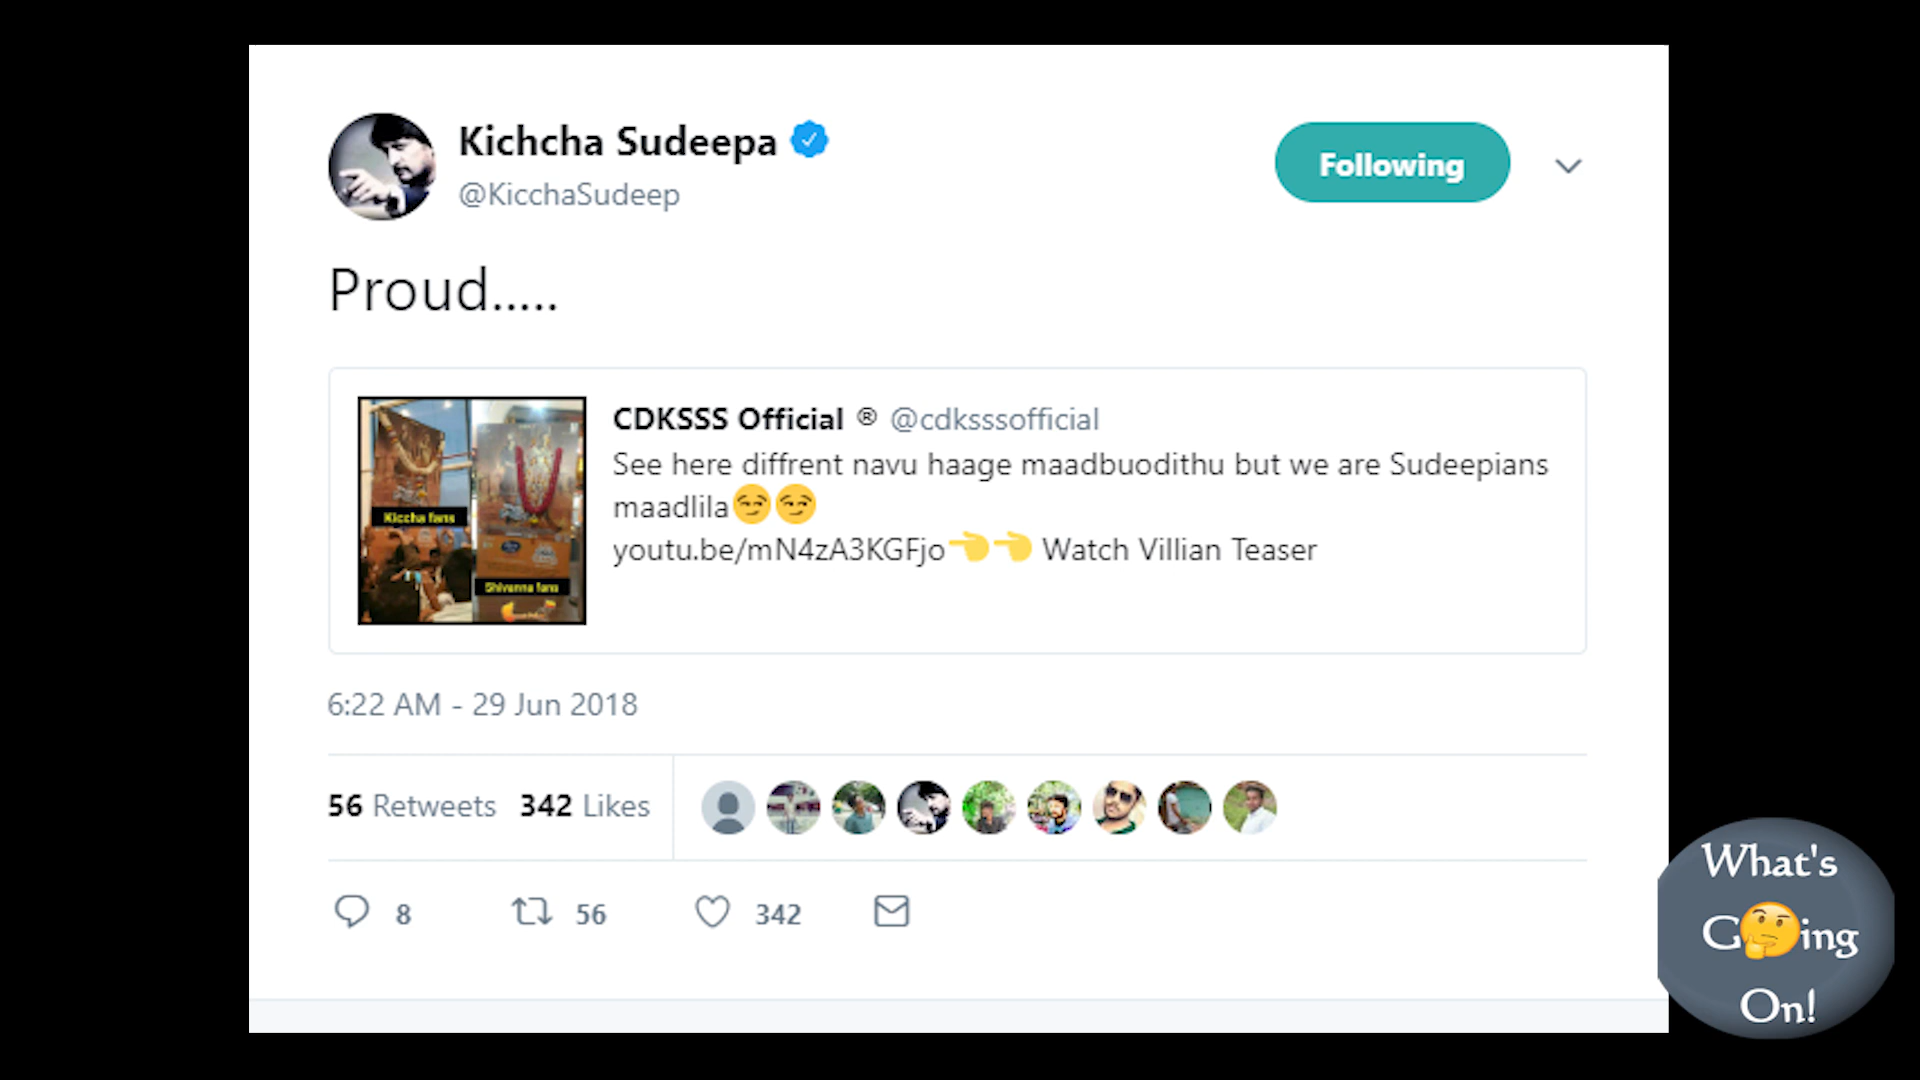 Kichcha Sudeepa
@KicchaSudeep
Following
Proud.....
CDKSSS Official ® @cdksssofficial
See here diffrent navu haage maadbuodithu but we are Sudeepians
maadlila😏😏
youtu.be/mN4zA3KGFjo👈👈 Watch Villian Teaser
Kiccha fans
Shivanna fans
6:22 AM - 29 Jun 2018
56 Retweets 342 Likes
8 56 342
What's
G🤔ing
On!